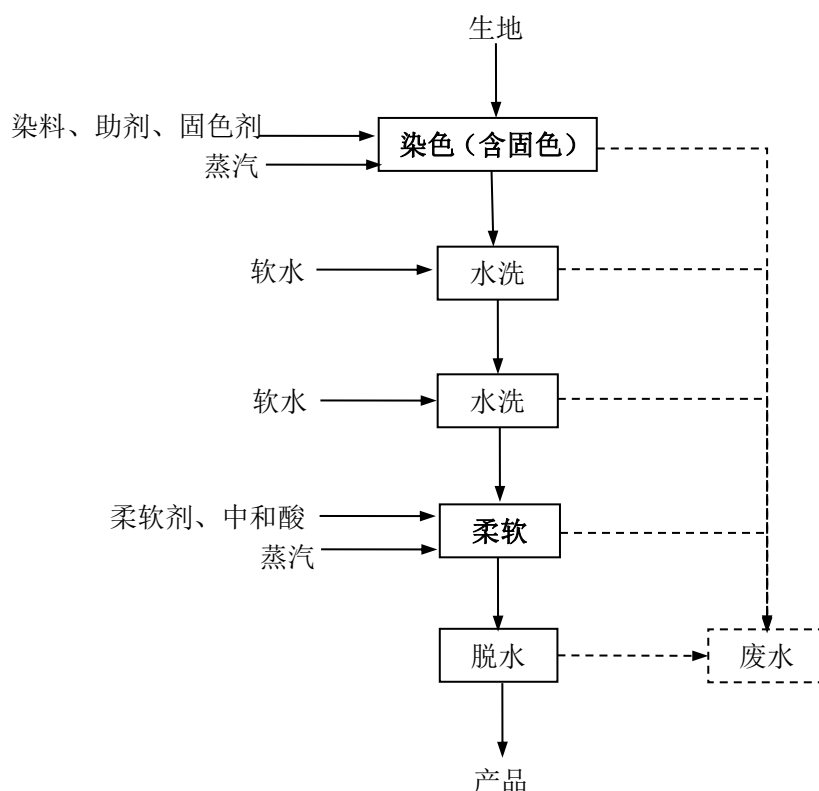 生地
染料、助剂、固色剂
染色（含固色）
蒸汽
软水
水洗
软水
水洗
柔软剂、中和酸
柔软
蒸汽
脱水
废水
产品